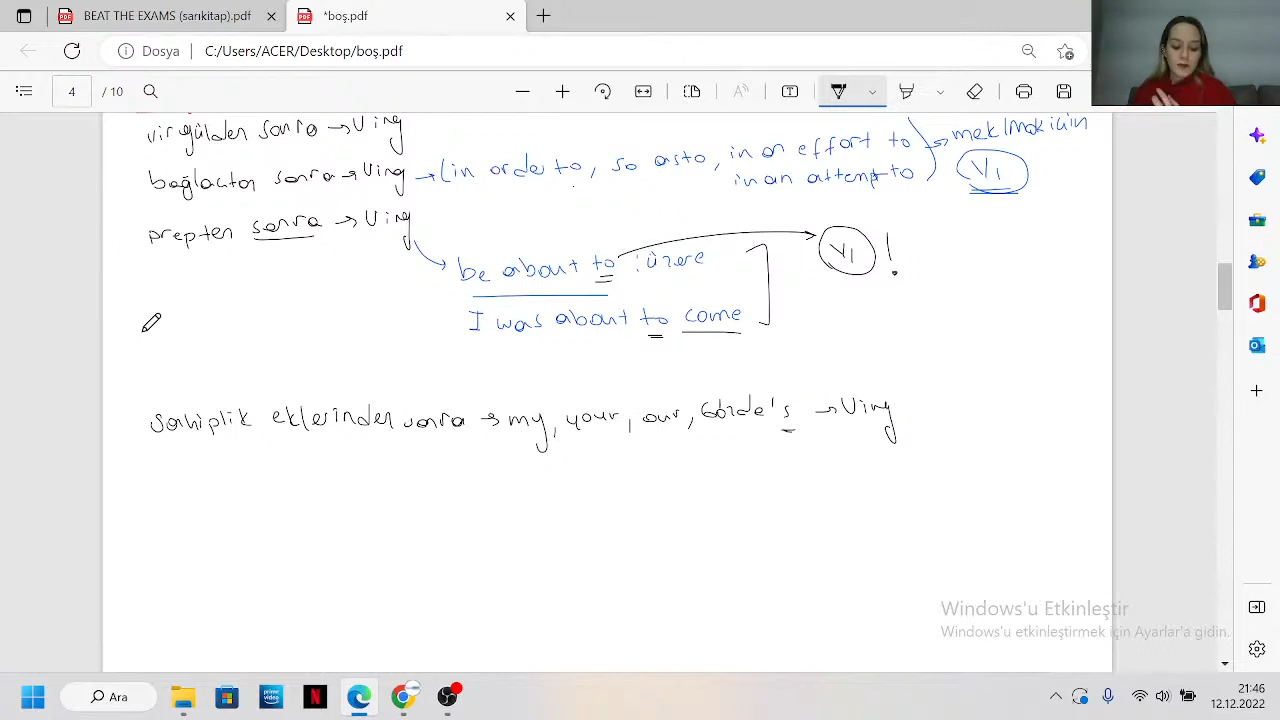 BEAT THE EXAMS (sarıkitap).pdf
*boş.pdf
Dosya
C:/Users/ACER/Desktop/boş.pdf
4 / 10
virgülden sonra → Ving
mek/mak için
bağlaçtan sonra → Ving → (in order to, so as to, in an effort to
in an attempt to
V1
prepten sonra → Ving
be about to : üzere
V1 !
I was about to come
sahiplik eklerinden sonra → my, your, our, Gözde's → Ving
Windows'u Etkinleştir
Windows'u etkinleştirmek için Ayarlar'a gidin.
Ara
prime video
N
21:46
12.12.2022